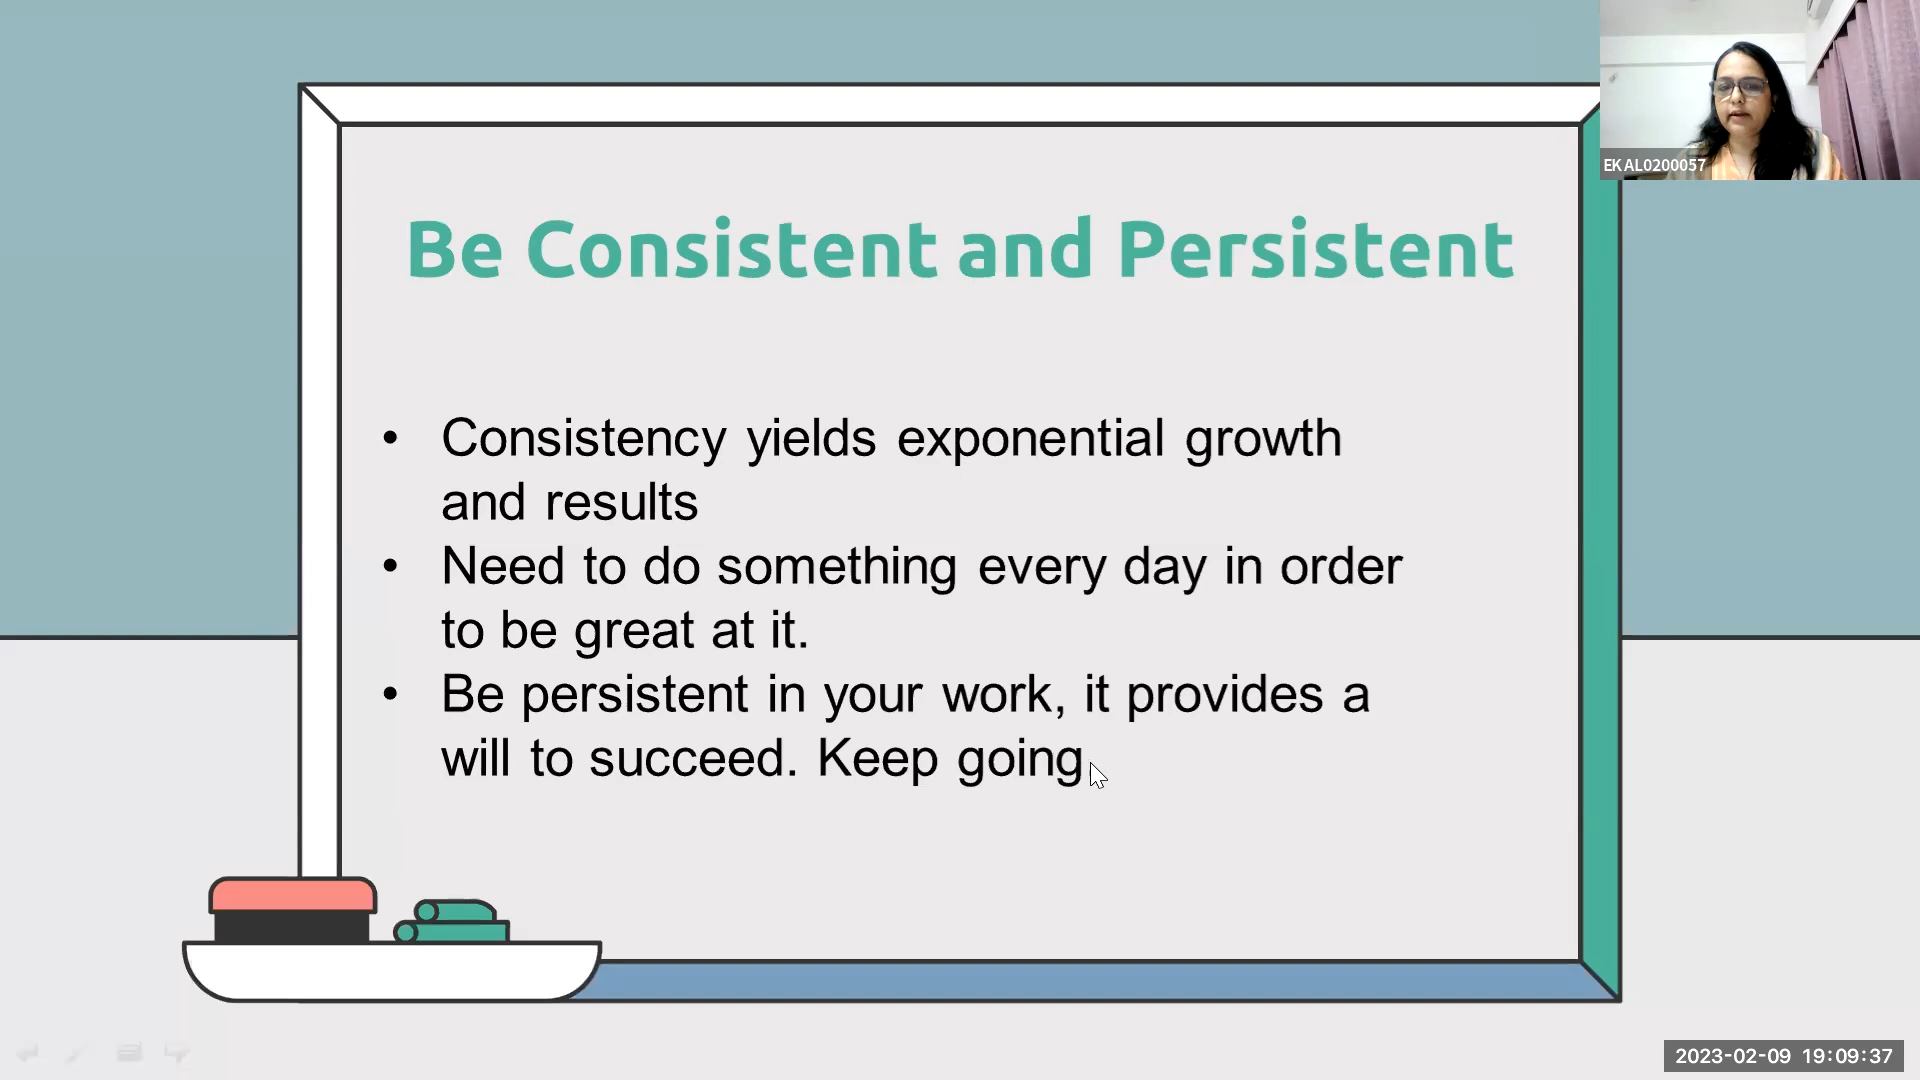 EKAL0200057
Be Consistent and Persistent
• Consistency yields exponential growth
and results
• Need to do something every day in order
to be great at it.
• Be persistent in your work, it provides a
will to succeed. Keep going.
2023-02-09 19:09:37